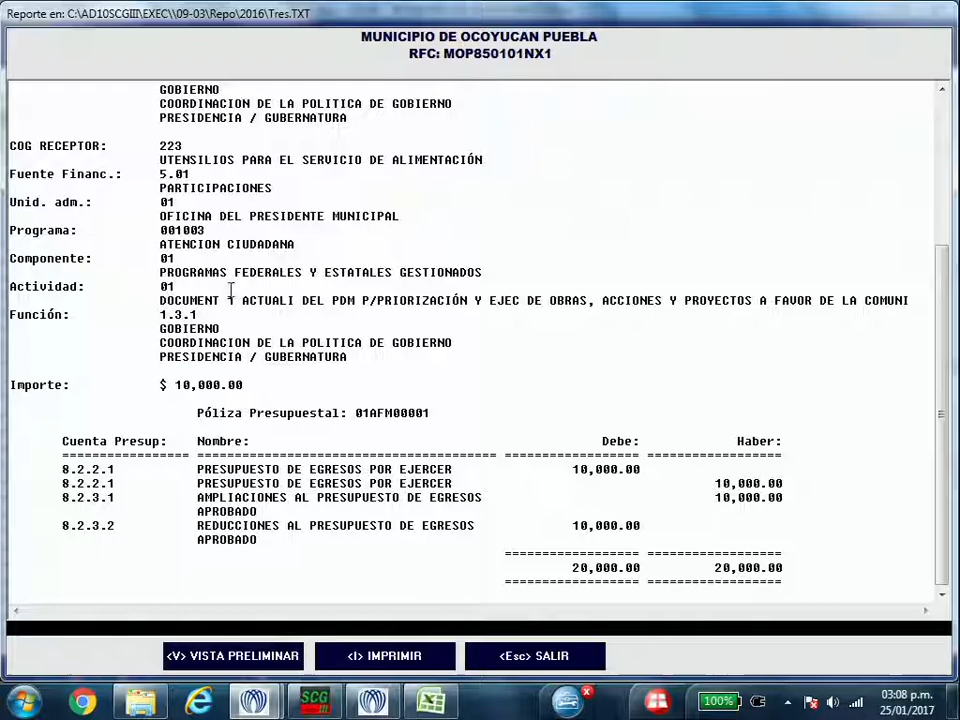 Reporte en: C:\AD10SCGIII\EXEC\\09-03\Repo\2016\Tres.TXT
MUNICIPIO DE OCOYUCAN PUEBLA
RFC: MOP850101NX1
GOBIERNO
COORDINACION DE LA POLITICA DE GOBIERNO
PRESIDENCIA / GUBERNATURA
COG RECEPTOR: 223
UTENSILIOS PARA EL SERVICIO DE ALIMENTACIÓN
Fuente Financ.: 5.01
PARTICIPACIONES
Unid. adm.: 01
OFICINA DEL PRESIDENTE MUNICIPAL
Programa: 001003
ATENCION CIUDADANA
Componente: 01
PROGRAMAS FEDERALES Y ESTATALES GESTIONADOS
Actividad: 01
DOCUMENT Y ACTUALI DEL PDM P/PRIORIZACIÓN Y EJEC DE OBRAS, ACCIONES Y PROYECTOS A FAVOR DE LA COMUNI
Función: 1.3.1
GOBIERNO
COORDINACION DE LA POLITICA DE GOBIERNO
PRESIDENCIA / GUBERNATURA
Importe: $ 10,000.00
Póliza Presupuestal: 01AFM00001
Cuenta Presup: Nombre: Debe: Haber:
8.2.2.1 PRESUPUESTO DE EGRESOS POR EJERCER 10,000.00
8.2.2.1 PRESUPUESTO DE EGRESOS POR EJERCER 10,000.00
8.2.3.1 AMPLIACIONES AL PRESUPUESTO DE EGRESOS 10,000.00
APROBADO
8.2.3.2 REDUCCIONES AL PRESUPUESTO DE EGRESOS 10,000.00
APROBADO
20,000.00 20,000.00
<V> VISTA PRELIMINAR <I> IMPRIMIR <Esc> SALIR
SCG
100%
03:08 p.m.
25/01/2017